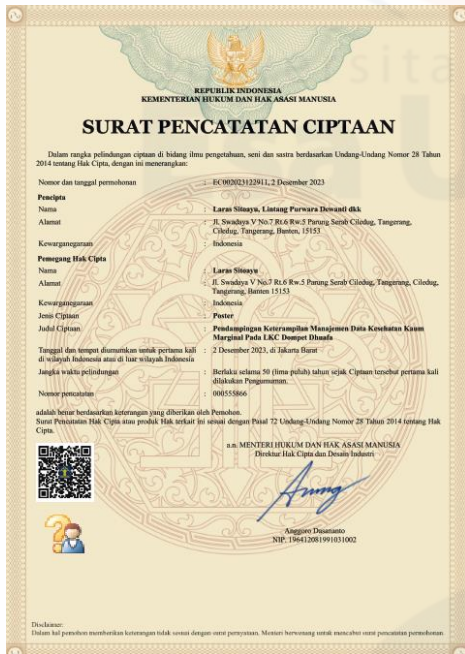 REPUBLIK INDONESIA
KEMENTERIAN HUKUM DAN HAK ASASI MANUSIA
SURAT PENCATATAN CIPTAAN
Dalam rangka pelindungan ciptaan di bidang ilmu pengetahuan, seni dan sastra berdasarkan Undang-Undang Nomor 28 Tahun
2014 tentang Hak Cipta, dengan ini menerangkan:
Nomor dan tanggal permohonan : EC002023123911, 2 Desember 2023
Pencipta
Nama : Laras Sitoayu, Lintang Purwara Dewanti dkk
Alamat : Jl. Swadaya V No.7 Rt.6 Rw.5 Parung Serab Ciledug, Tangerang,
Ciledug, Tangerang, Banten, 15153
Kewarganegaraan : Indonesia
Pemegang Hak Cipta
Nama : Laras Sitoayu
Alamat : Jl. Swadaya V No.7 Rt.6 Rw.5 Parung Serab Ciledug, Tangerang, Ciledug,
Tangerang, Banten 15153
Kewarganegaraan : Indonesia
Jenis Ciptaan : Poster
Judul Ciptaan : Pendampingan Keterampilan Manajemen Data Kesehatan Kaum
Marginal Pada LKC Dompet Dhuafa
Tanggal dan tempat diumumkan untuk pertama kali : 2 Desember 2023, di Jakarta Barat
di wilayah Indonesia atau di luar wilayah Indonesia
Jangka waktu pelindungan : Berlaku selama 50 (lima puluh) tahun sejak Ciptaan tersebut pertama kali
dilakukan Pengumuman.
Nomor pencatatan : 000555866
adalah benar berdasarkan keterangan yang diberikan oleh Pemohon.
Surat Pencatatan Hak Cipta atau produk Hak terkait ini sesuai dengan Pasal 72 Undang-Undang Nomor 28 Tahun 2014 tentang Hak
Cipta.
a.n. MENTERI HUKUM DAN HAK ASASI MANUSIA
Direktur Hak Cipta dan Desain Industri
Anggoro Dasananto
NIP. 196412081991031002
Disclaimer:
Dalam hal pemohon memberikan keterangan tidak sesuai dengan surat pernyataan, Menteri berwenang untuk mencabut surat pencatatan permohonan.